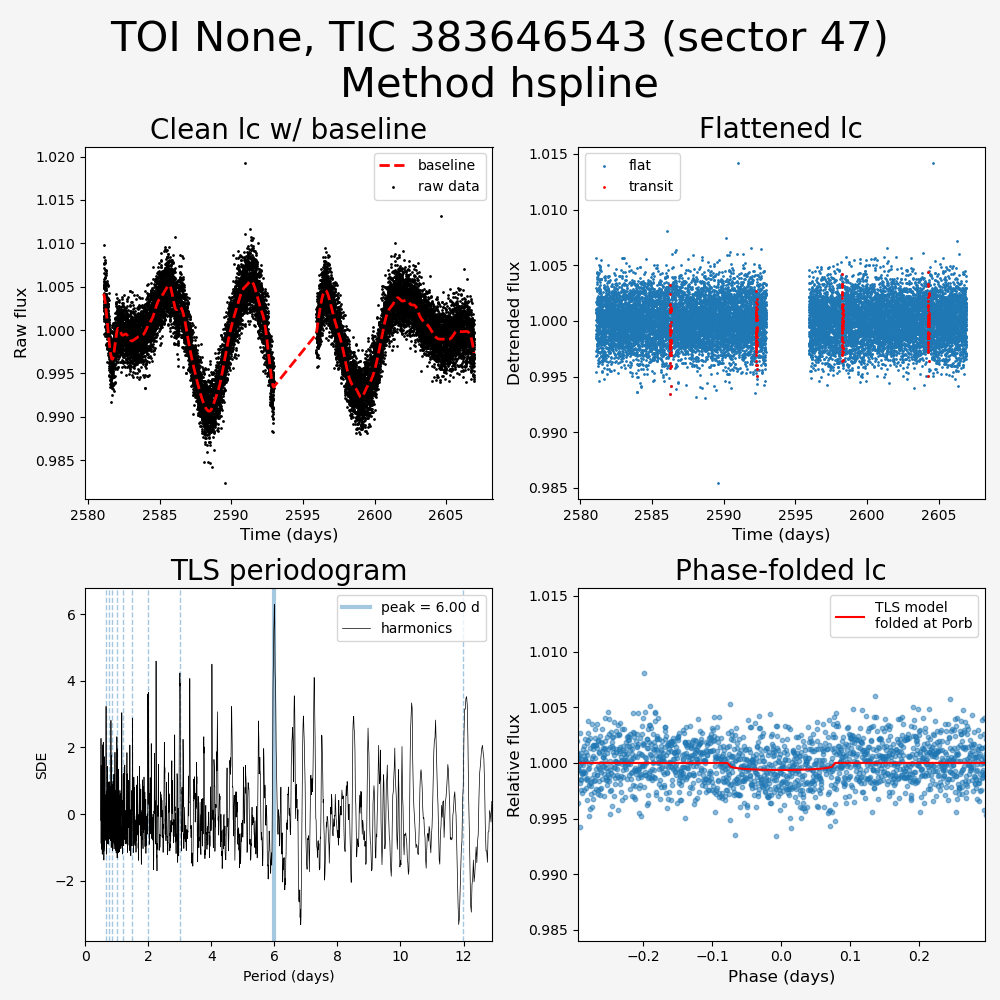 TOI None, TIC 383646543 (sector 47)
Method hspline
Clean lc w/ baseline
Flattened lc
1.020
1.015
1.010
1.005
1.000
0.995
0.990
0.985
Raw flux
baseline
raw data
2580
2585
2590
2595
2600
2605
Time (days)
1.015
1.010
1.005
1.000
0.995
0.990
0.985
Detrended flux
flat
transit
2580
2585
2590
2595
2600
2605
Time (days)
TLS periodogram
Phase-folded lc
6
4
2
0
−2
SDE
peak = 6.00 d
harmonics
0
2
4
6
8
10
12
Period (days)
1.015
1.010
1.005
1.000
0.995
0.990
0.985
Relative flux
TLS model
folded at Porb
−0.2
−0.1
0.0
0.1
0.2
Phase (days)